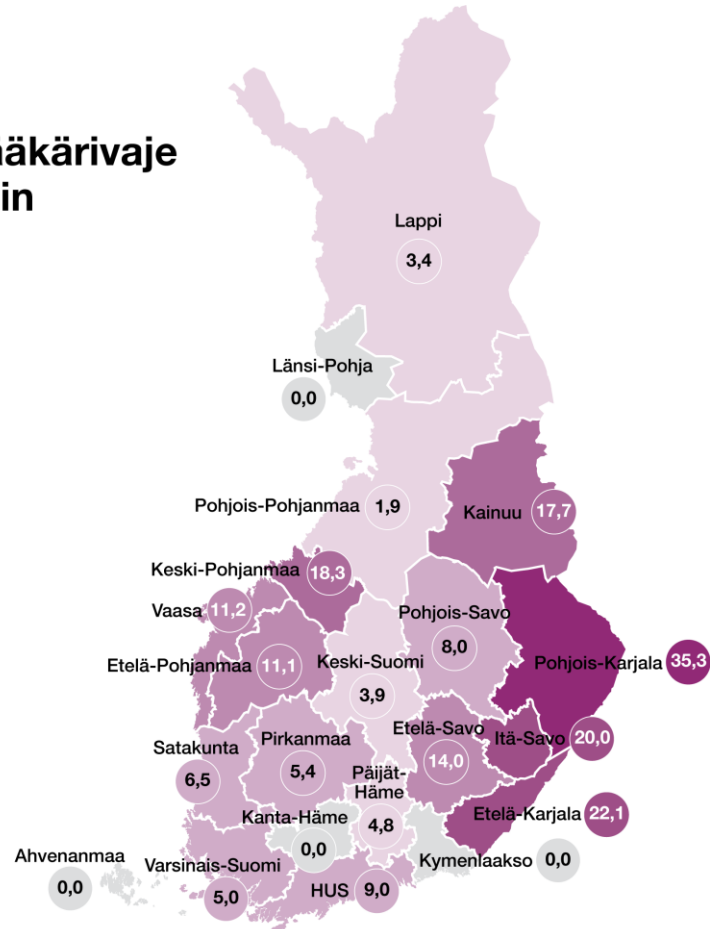 ääkärivaje
in
Lappi
3,4
Länsi-Pohja
0,0
Pohjois-Pohjanmaa
1,9
Kainuu
17,7
Keski-Pohjanmaa
18,3
Vaasa
11,2
Pohjois-Savo
8,0
Etelä-Pohjanmaa
11,1
Keski-Suomi
3,9
Pohjois-Karjala
35,3
Etelä-Savo
14,0
Itä-Savo
20,0
Satakunta
6,5
Pirkanmaa
5,4
Päijät-
Häme
4,8
Etelä-Karjala
22,1
Kanta-Häme
0,0
Kymenlaakso
0,0
Ahvenanmaa
0,0
Varsinais-Suomi
5,0
HUS
9,0